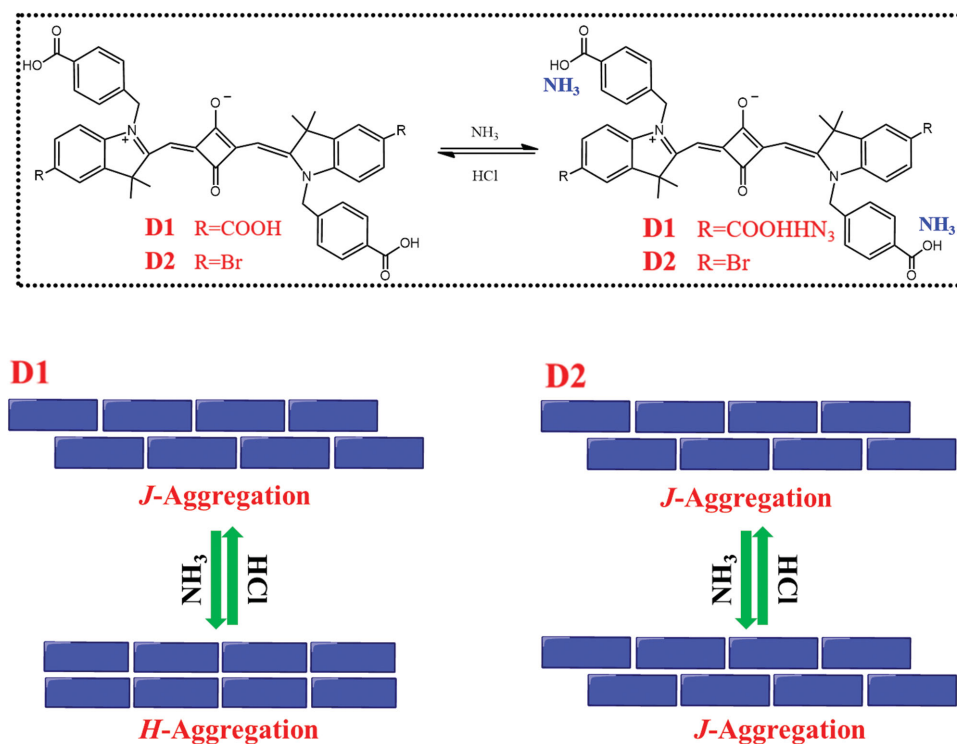 O
HO
NH₃
HO
O
O⁻
O⁻
R
R
N
+
NH₃
HCl
N
+
R
O
N
R
O
N
D1 R=COOH
D2 R=Br
OH
O
D1 R=COOHHN₃
D2 R=Br
NH₃
OH
O
D1
D2
J-Aggregation
J-Aggregation
NH₃
HCl
NH₃
HCl
H-Aggregation
J-Aggregation